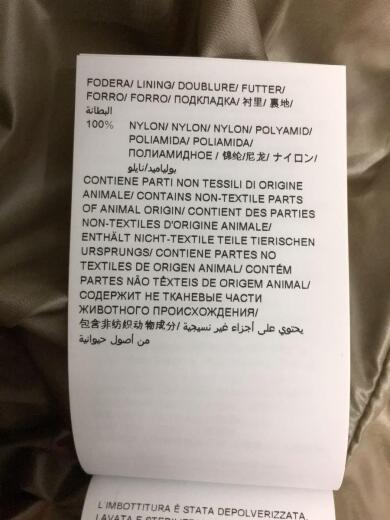 FODERA/ LINING/ DOUBLURE/ FUTTER/
FORRO/ FORRO/ ПОДКЛАДКА/ 衬里/ 裏地/
البطانة
100% NYLON/ NYLON/ NYLON/ POLYAMID/
POLIAMIDA/ POLIAMIDA/
ПОЛИАМИДНОЕ / 锦纶/尼龙/ ナイロン/
بولياميد/نايلو
CONTIENE PARTI NON TESSILI DI ORIGINE
ANIMALE/ CONTAINS NON-TEXTILE PARTS
OF ANIMAL ORIGIN/ CONTIENT DES PARTIES
NON-TEXTILES D'ORIGINE ANIMALE/
ENTHÄLT NICHT-TEXTILE TEILE TIERISCHEN
URSPRUNGS/ CONTIENE PARTES NO
TEXTILES DE ORIGEN ANIMAL/ CONTÉM
PARTES NÃO TÊXTEIS DE ORIGEM ANIMAL/
СОДЕРЖИТ НЕ ТКАНЕВЫЕ ЧАСТИ
ЖИВОТНОГО ПРОИСХОЖДЕНИЯ/
包含非纺织动物成分/ يحتوي على أجزاء غير نسيجية
من أصول حيوانية
L'IMBOTTITURA È STATA DEPOLVERIZZATA,
LAVATA E